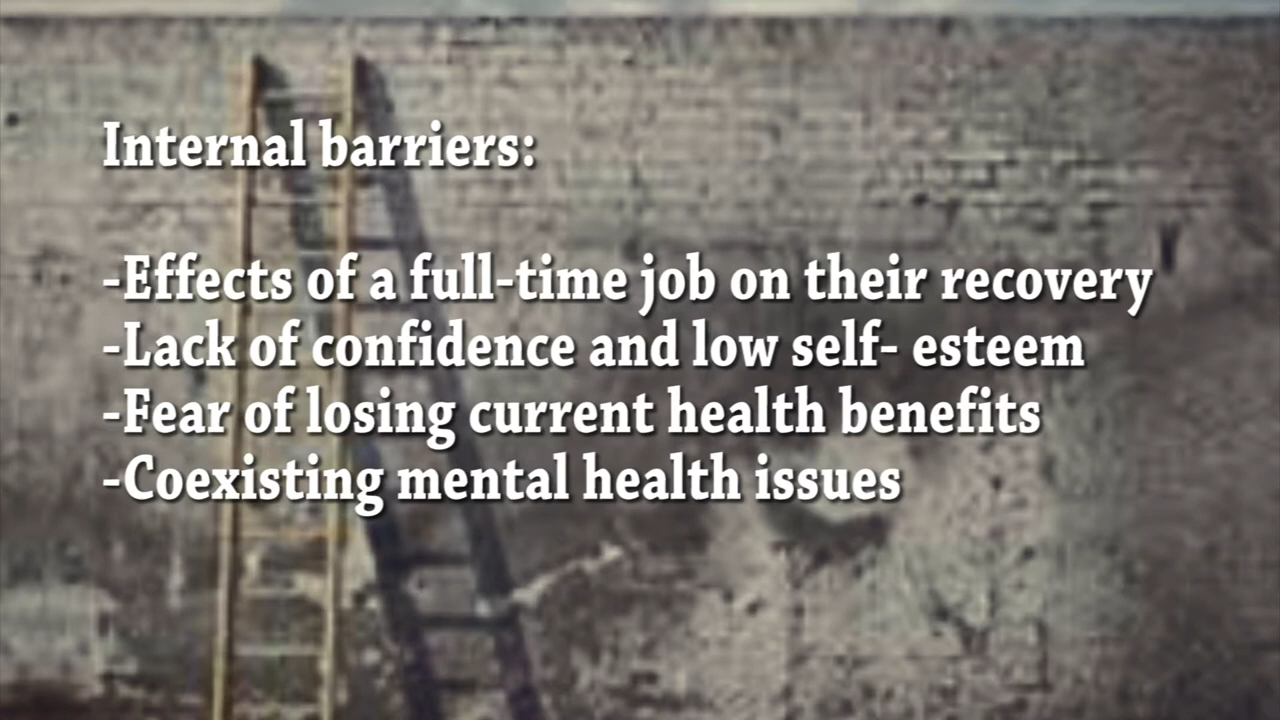 Internal barriers:
-Effects of a full-time job on their recovery
-Lack of confidence and low self- esteem
-Fear of losing current health benefits
-Coexisting mental health issues